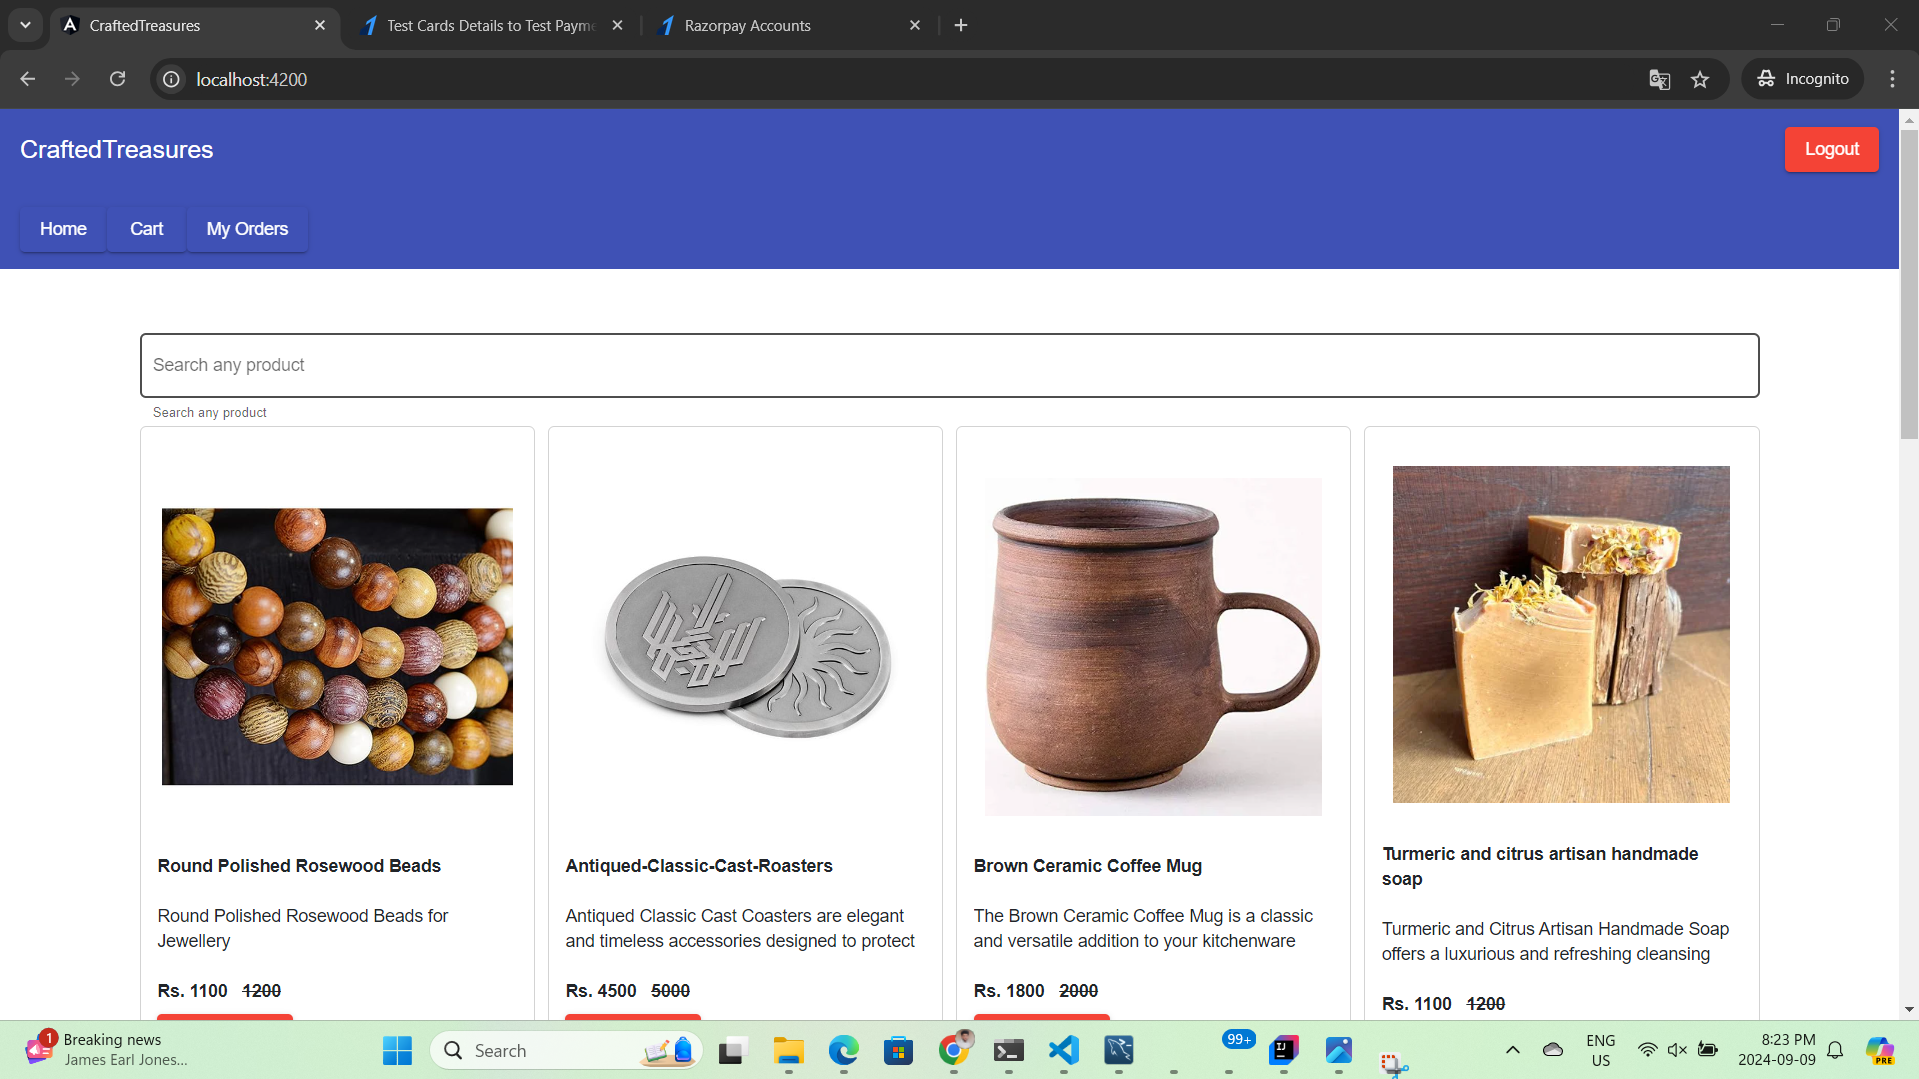 CraftedTreasures
Test Cards Details to Test Payme
Razorpay Accounts
localhost:4200
Incognito
CraftedTreasures
Logout
Home
Cart
My Orders
Search any product
Search any product
Round Polished Rosewood Beads
Round Polished Rosewood Beads for
Jewellery
Rs. 1100 1200
Antiqued-Classic-Cast-Roasters
Antiqued Classic Cast Coasters are elegant
and timeless accessories designed to protect
Rs. 4500 5000
Brown Ceramic Coffee Mug
The Brown Ceramic Coffee Mug is a classic
and versatile addition to your kitchenware
Rs. 1800 2000
Turmeric and citrus artisan handmade
soap
Turmeric and Citrus Artisan Handmade Soap
offers a luxurious and refreshing cleansing
Rs. 1100 1200
1
Breaking news
James Earl Jones...
Search
99+
IJ
ENG
US
8:23 PM
2024-09-09
PRE